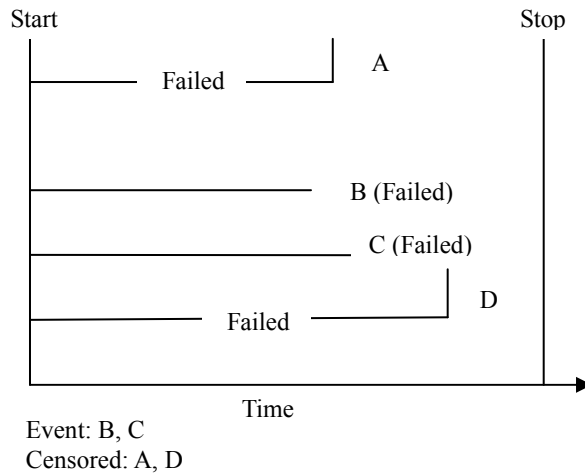 Start Stop
Failed A
B (Failed)
C (Failed)
Failed D
Time
Event: B, C
Censored: A, D